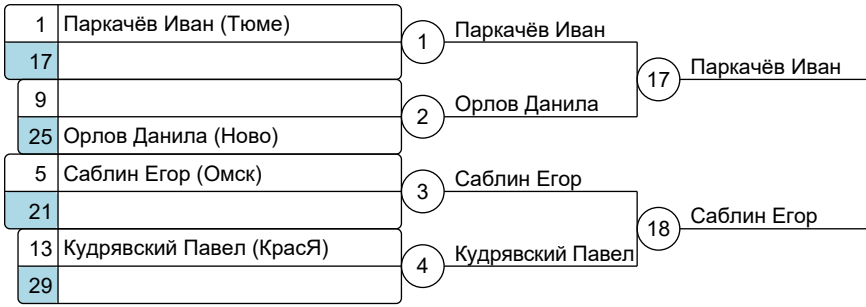 1 Паркачёв Иван (Тюме)
17
1 Паркачёв Иван
9
25 Орлов Данила (Ново)
2 Орлов Данила
17 Паркачёв Иван
5 Саблин Егор (Омск)
21
3 Саблин Егор
13 Кудрявский Павел (КрасЯ)
29
4 Кудрявский Павел
18 Саблин Егор